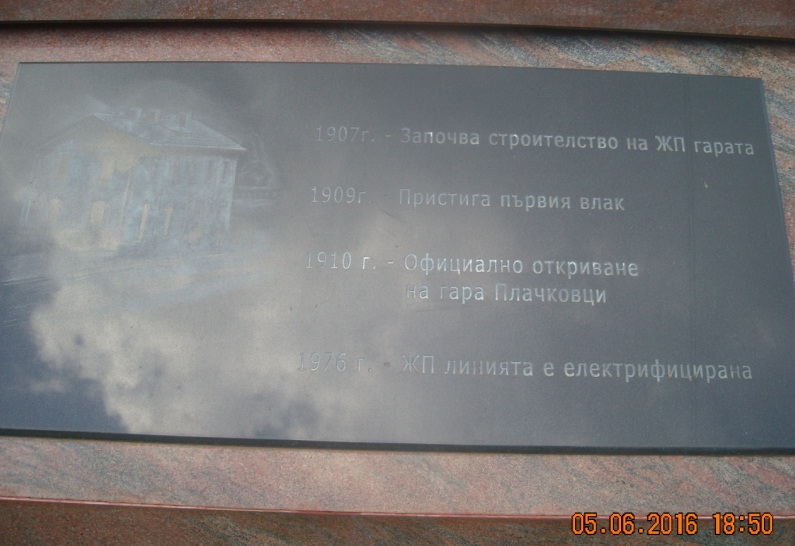 1907г. - Започва строителство на ЖП гарата
1909г - Пристига първия влак
1910 г. - Официално откриване
на гара Плачковци
1976 г. - ЖП линията е електрифицирана
05.06.2016 18:50